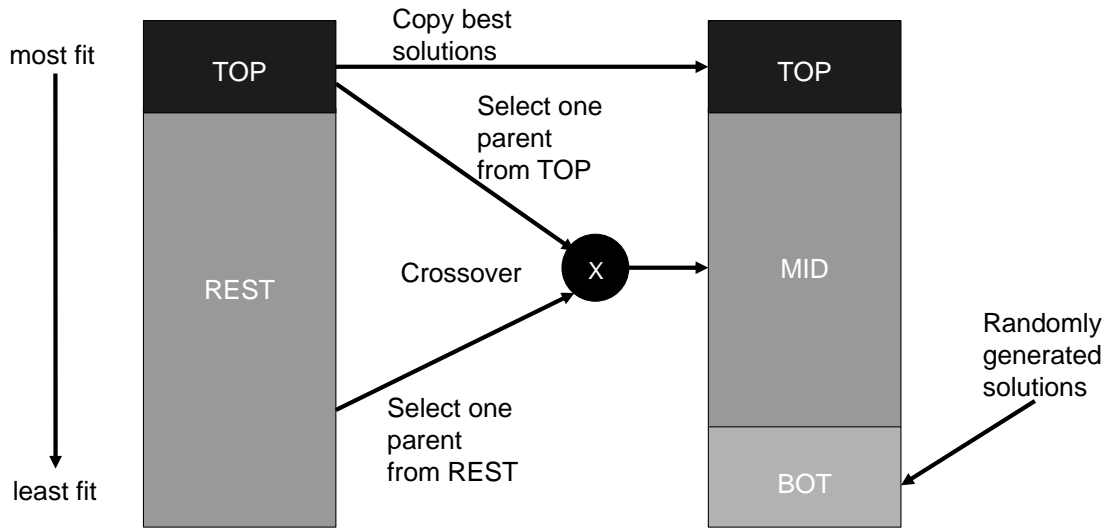 most fit
least fit
TOP
REST
Copy best
solutions
Select one
parent
from TOP
Crossover
X
Select one
parent
from REST
TOP
MID
BOT
Randomly
generated
solutions